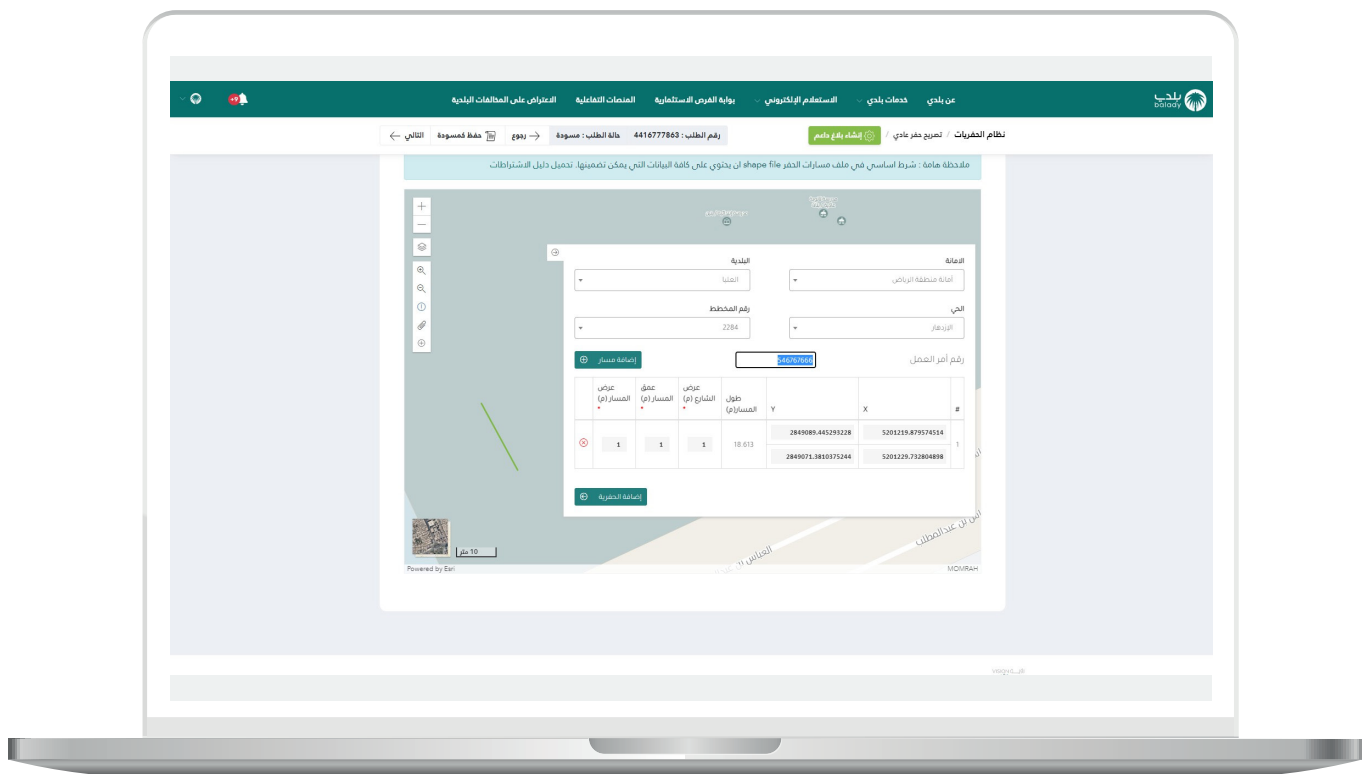 بلدي
balady
عن بلدي
خدمات بلدي
الاستعلام الإلكتروني
بوابة الفرص الاستثمارية
المنصات التفاعلية
الاعتراض على المخالفات البلدية
+9
نظام الحفريات / تصريح حفر عادي /
إنشاء بلاغ داعم
رقم الطلب : 4416777863
حالة الطلب : مسودة
رجوع
حفظ كمسودة
التالي
ملاحظة هامة : شرط اساسي في ملف مسارات الحفر shape file ان يحتوي على كافة البيانات التي يمكن تضمينها. تحميل دليل الاشتراطات
الامانة
البلدية
أمانة منطقة الرياض
العليا
الحي
رقم المخطط
الازدهار
2284
رقم أمر العمل
546767666
إضافة مسار
# X Y طول المسار(م) عرض الشارع (م) * عمق المسار (م) * عرض المسار (م) *
1
5201219.879574514
2849089.445293228
5201229.732804898
2849071.3810375244
18.613
1
1
1
إضافة الحفرية
10 متر
بن عبدالمطلب
العباس
Powered by Esri
MOMRAH